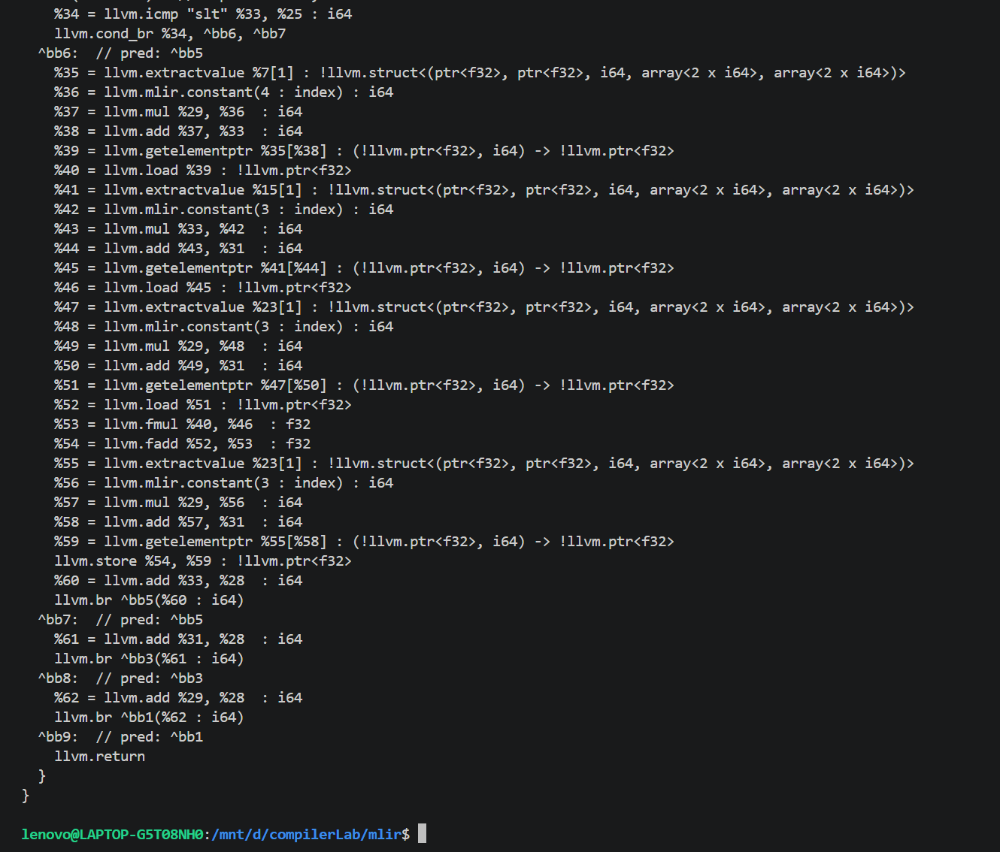 %34 = llvm.icmp "slt" %33, %25 : i64
llvm.cond_br %34, ^bb6, ^bb7
^bb6:  // pred: ^bb5
%35 = llvm.extractvalue %7[1] : !llvm.struct<(ptr<f32>, ptr<f32>, i64, array<2 x i64>, array<2 x i64>)>
%36 = llvm.mlir.constant(4 : index) : i64
%37 = llvm.mul %29, %36  : i64
%38 = llvm.add %37, %33  : i64
%39 = llvm.getelementptr %35[%38] : (!llvm.ptr<f32>, i64) -> !llvm.ptr<f32>
%40 = llvm.load %39 : !llvm.ptr<f32>
%41 = llvm.extractvalue %15[1] : !llvm.struct<(ptr<f32>, ptr<f32>, i64, array<2 x i64>, array<2 x i64>)>
%42 = llvm.mlir.constant(3 : index) : i64
%43 = llvm.mul %33, %42  : i64
%44 = llvm.add %43, %31  : i64
%45 = llvm.getelementptr %41[%44] : (!llvm.ptr<f32>, i64) -> !llvm.ptr<f32>
%46 = llvm.load %45 : !llvm.ptr<f32>
%47 = llvm.extractvalue %23[1] : !llvm.struct<(ptr<f32>, ptr<f32>, i64, array<2 x i64>, array<2 x i64>)>
%48 = llvm.mlir.constant(3 : index) : i64
%49 = llvm.mul %29, %48  : i64
%50 = llvm.add %49, %31  : i64
%51 = llvm.getelementptr %47[%50] : (!llvm.ptr<f32>, i64) -> !llvm.ptr<f32>
%52 = llvm.load %51 : !llvm.ptr<f32>
%53 = llvm.fmul %40, %46  : f32
%54 = llvm.fadd %52, %53  : f32
%55 = llvm.extractvalue %23[1] : !llvm.struct<(ptr<f32>, ptr<f32>, i64, array<2 x i64>, array<2 x i64>)>
%56 = llvm.mlir.constant(3 : index) : i64
%57 = llvm.mul %29, %56  : i64
%58 = llvm.add %57, %31  : i64
%59 = llvm.getelementptr %55[%58] : (!llvm.ptr<f32>, i64) -> !llvm.ptr<f32>
llvm.store %54, %59 : !llvm.ptr<f32>
%60 = llvm.add %33, %28  : i64
llvm.br ^bb5(%60 : i64)
^bb7:  // pred: ^bb5
%61 = llvm.add %31, %28  : i64
llvm.br ^bb3(%61 : i64)
^bb8:  // pred: ^bb3
%62 = llvm.add %29, %28  : i64
llvm.br ^bb1(%62 : i64)
^bb9:  // pred: ^bb1
llvm.return
}
}
lenovo@LAPTOP-G5T08NH0:/mnt/d/compilerLab/mlir$